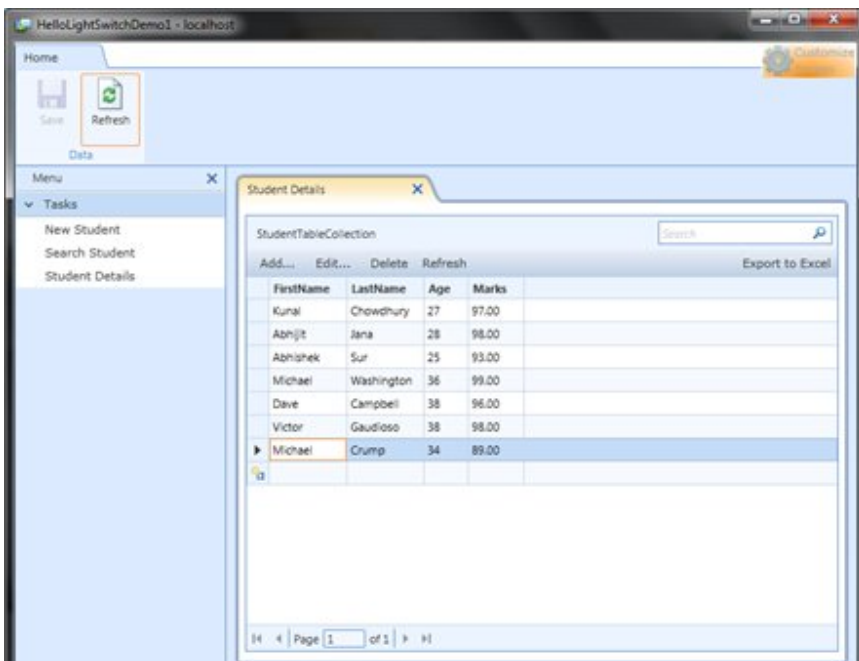 HelloLightSwitchDemo1 - localhost
Home
Customize
Save
Refresh
Data
Menu
Tasks
New Student
Search Student
Student Details
Student Details
StudentTableCollection
Search
Add... Edit... Delete Refresh Export to Excel
FirstName LastName Age Marks
Kunal Chowdhury 27 97.00
Abhijit Jana 28 98.00
Abhishek Sur 25 93.00
Michael Washington 36 99.00
Dave Campbell 38 96.00
Victor Gaudioso 38 98.00
Michael Crump 34 89.00
Page 1 of 1